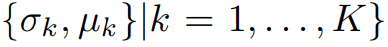 {σ_k, μ_k}|k = 1, . . . , K}